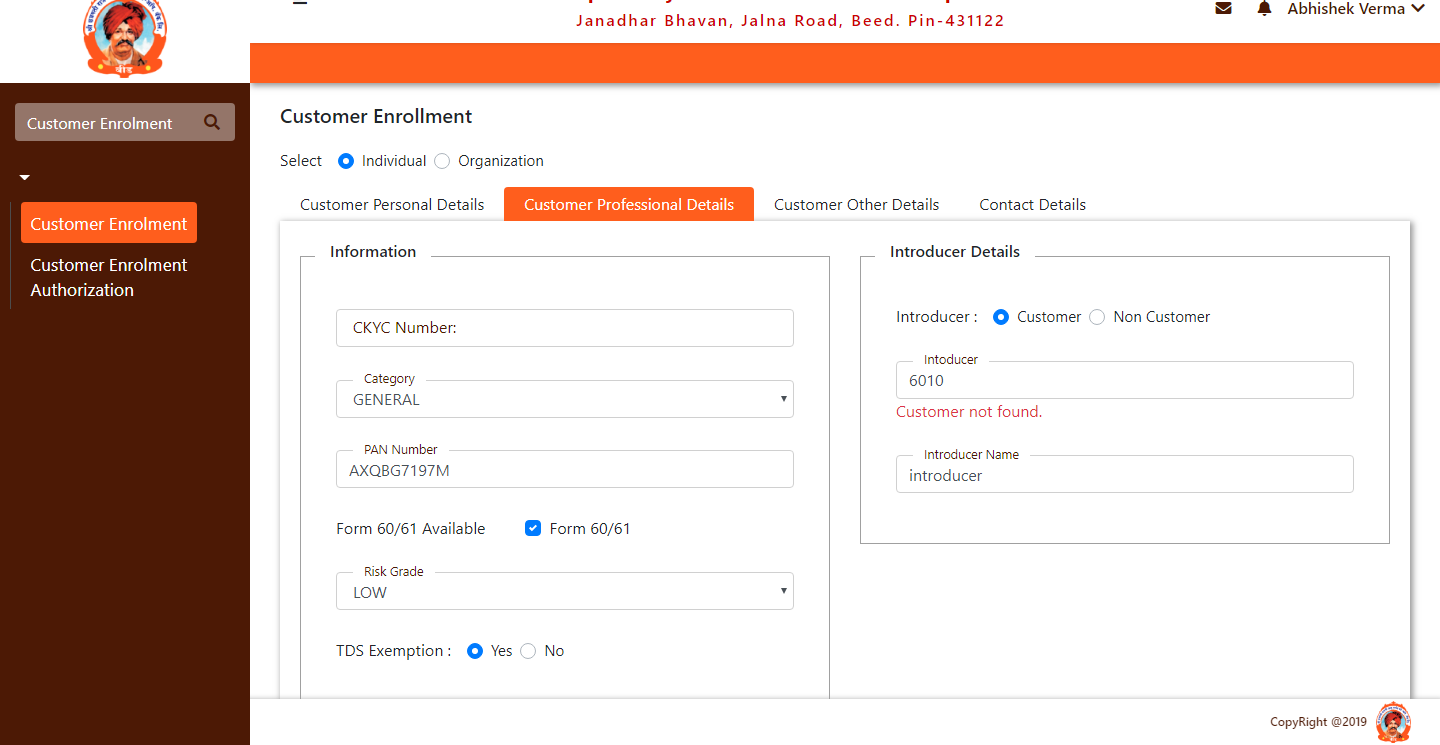 Janadhar Bhavan, Jalna Road, Beed. Pin-431122
Abhishek Verma
बीड
Customer Enrolment
Customer Enrolment
Customer Enrolment
Authorization
Customer Enrollment
Select Individual Organization
Customer Personal Details Customer Professional Details Customer Other Details Contact Details
Information
CKYC Number:
Category
GENERAL
PAN Number
AXQBG7197M
Form 60/61 Available Form 60/61
Risk Grade
LOW
TDS Exemption : Yes No
Introducer Details
Introducer : Customer Non Customer
Intoducer
6010
Customer not found.
Introducer Name
introducer
CopyRight @2019